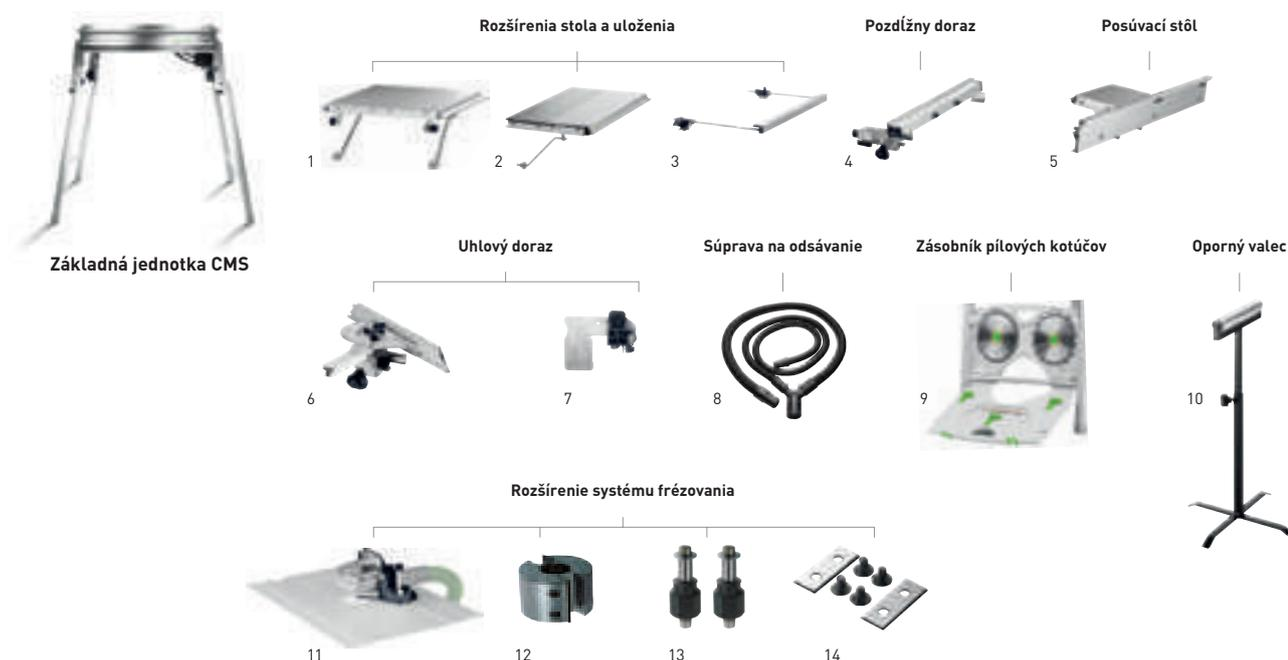 Rozšírenia stola a uloženia
Pozdĺžny doraz
Posúvací stôl
1
2
3
4
5
Základná jednotka CMS
Uhlový doraz
Súprava na odsávanie
Zásobník pílových kotúčov
Oporný valec
6
7
8
9
10
Rozšírenie systému frézovania
11
12
13
14